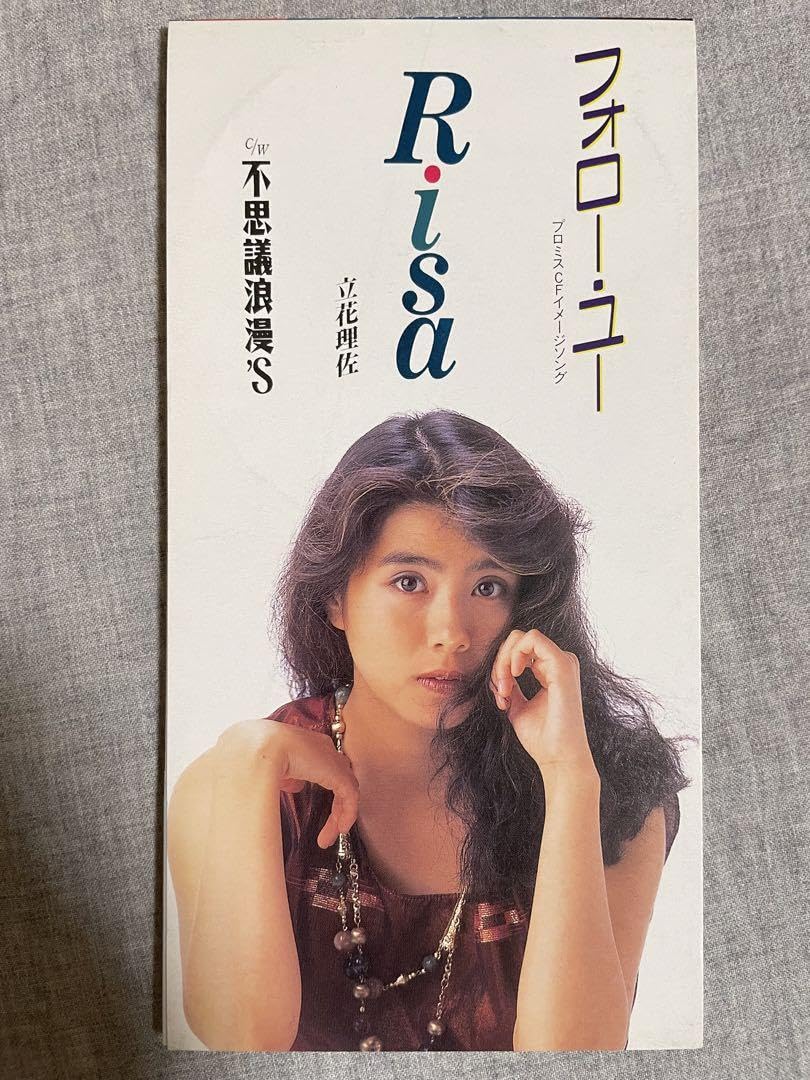 フォロー・ユー
プロミスCFイメージソング
Risa
立花理佐
c/w
不思議浪漫'S